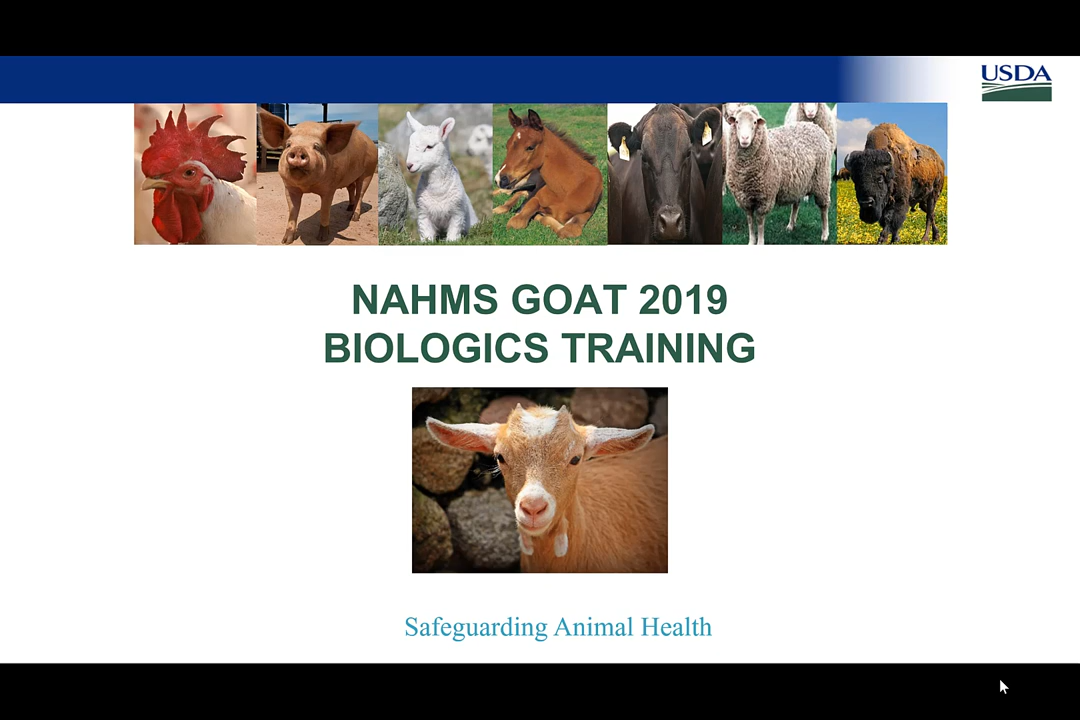 USDA
NAHMS GOAT 2019
BIOLOGICS TRAINING
Safeguarding Animal Health